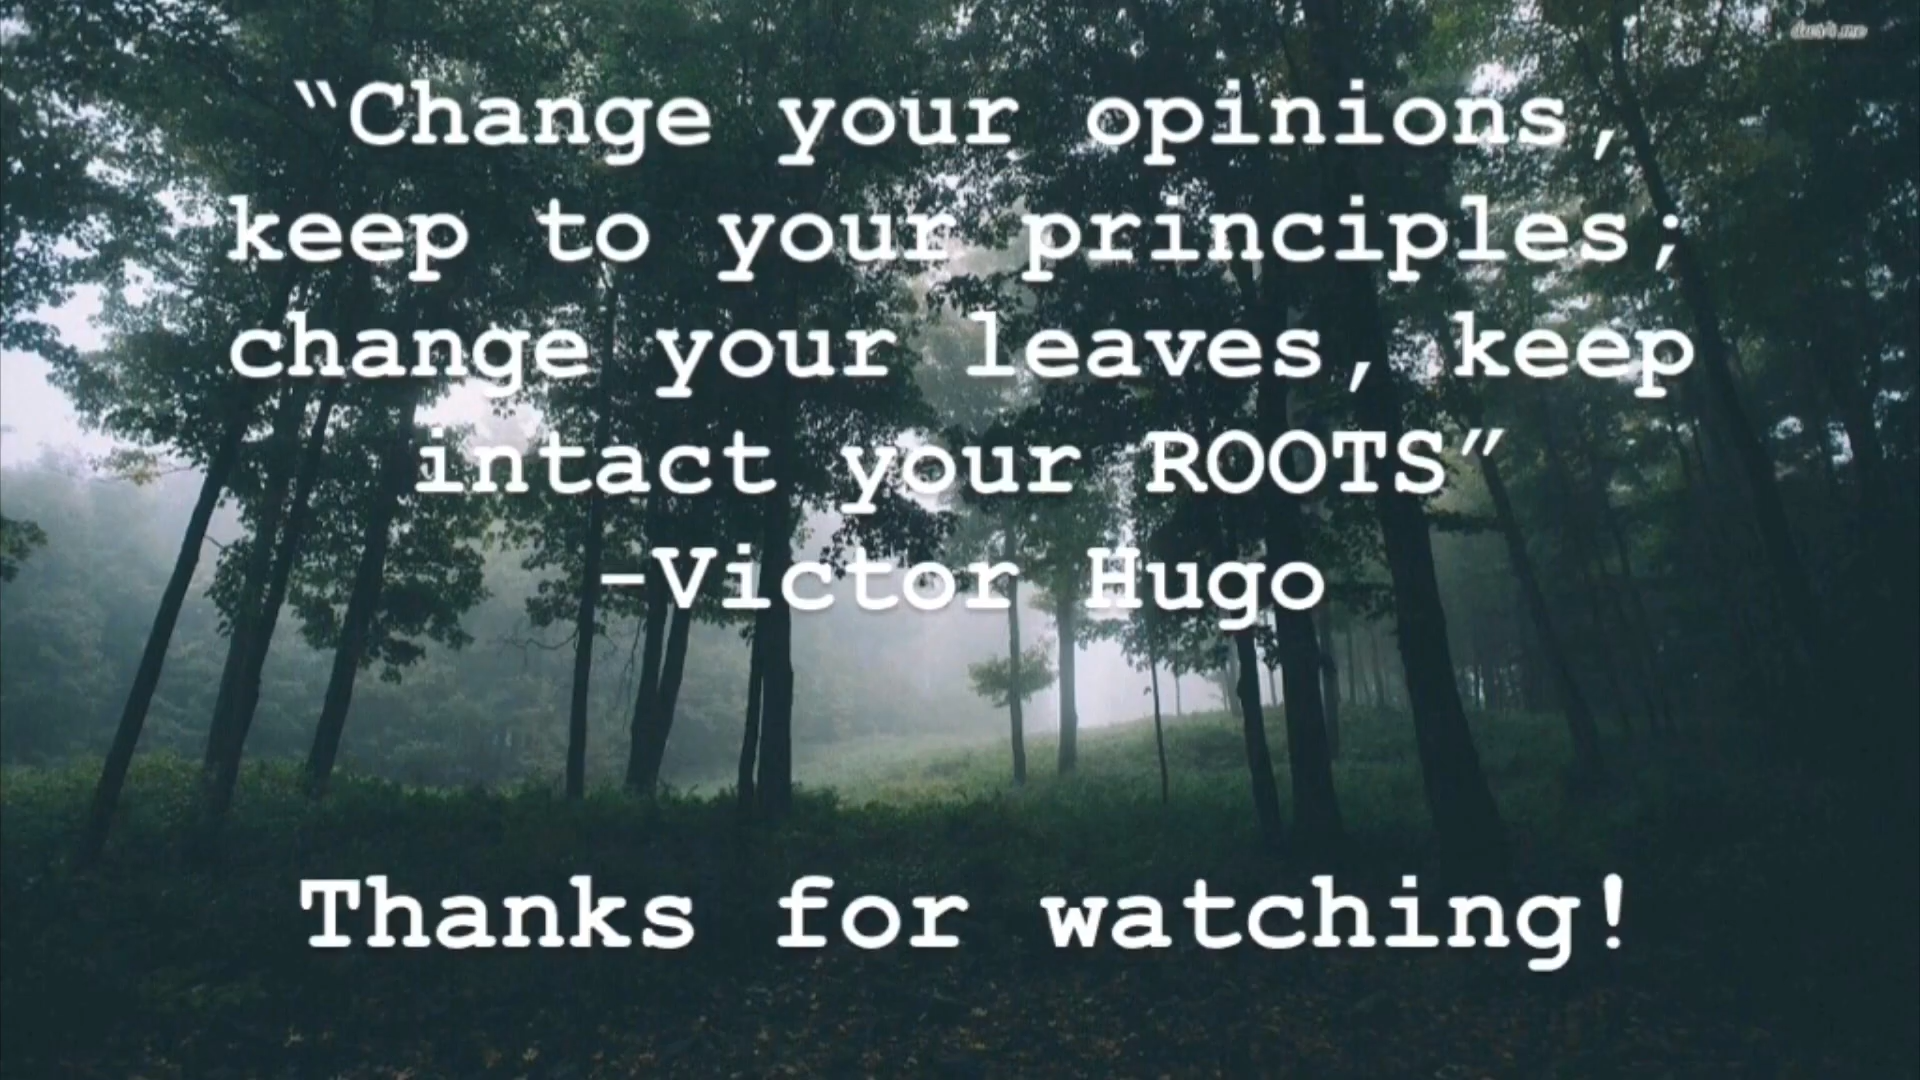 “Change your opinions,
keep to your principles;
change your leaves, keep
intact your ROOTS”
-Victor Hugo
Thanks for watching!